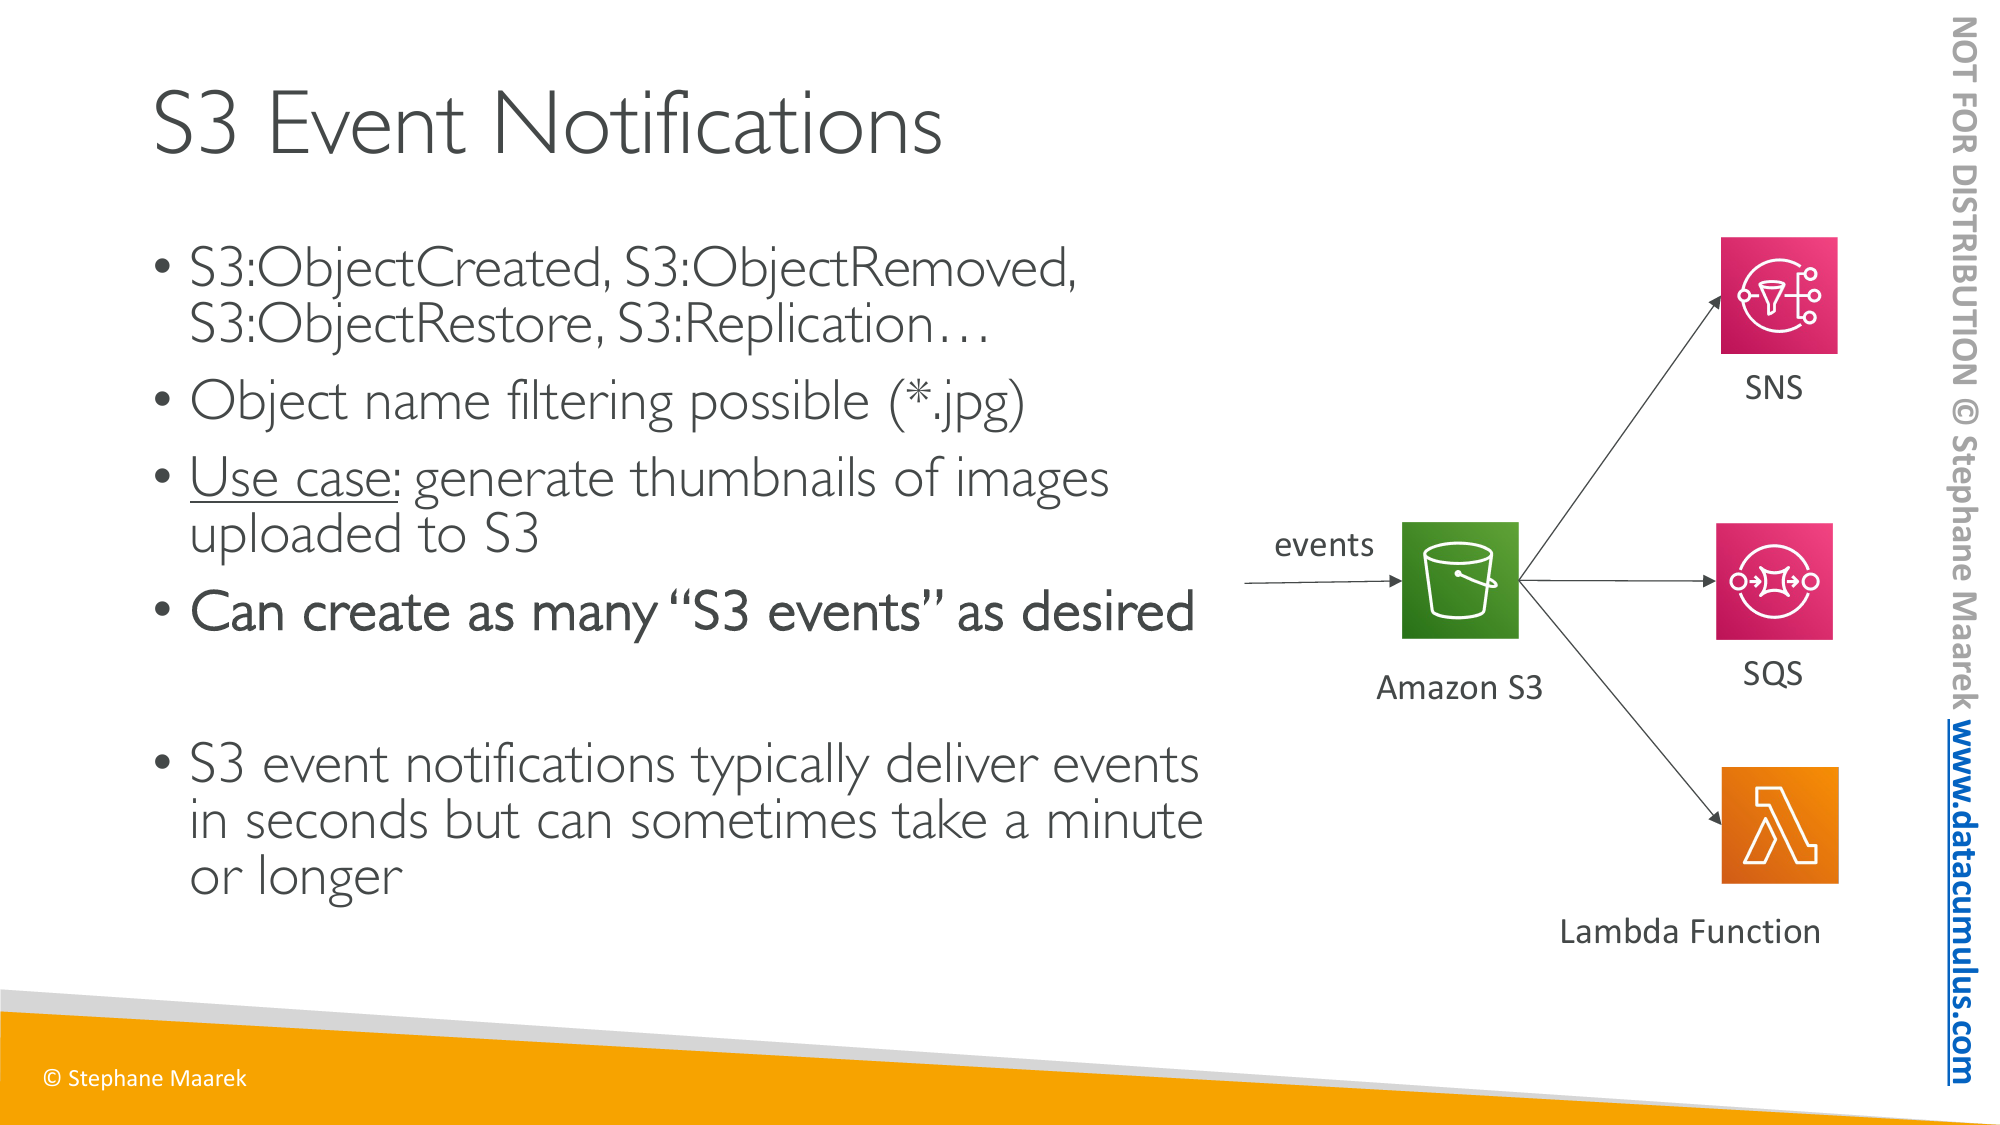 S3 Event Notifications
• S3:ObjectCreated, S3:ObjectRemoved,
S3:ObjectRestore, S3:Replication…
• Object name filtering possible (*.jpg)
• Use case: generate thumbnails of images
uploaded to S3
• Can create as many “S3 events” as desired
• S3 event notifications typically deliver events
in seconds but can sometimes take a minute
or longer
events
Amazon S3
SNS
SQS
Lambda Function
© Stephane Maarek
NOT FOR DISTRIBUTION © Stephane Maarek www.datacumulus.com